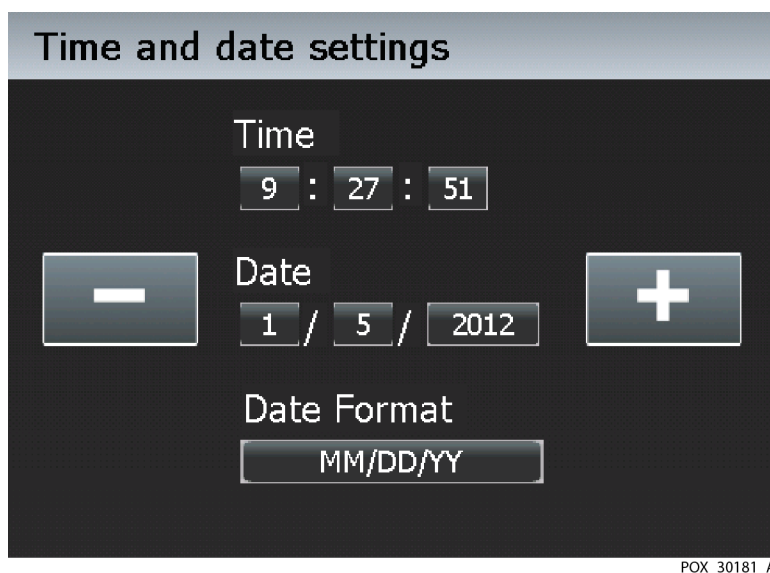 Time and date settings
Time
9 : 27 : 51
Date
1 / 5 / 2012
Date Format
MM/DD/YY
POX 30181 A